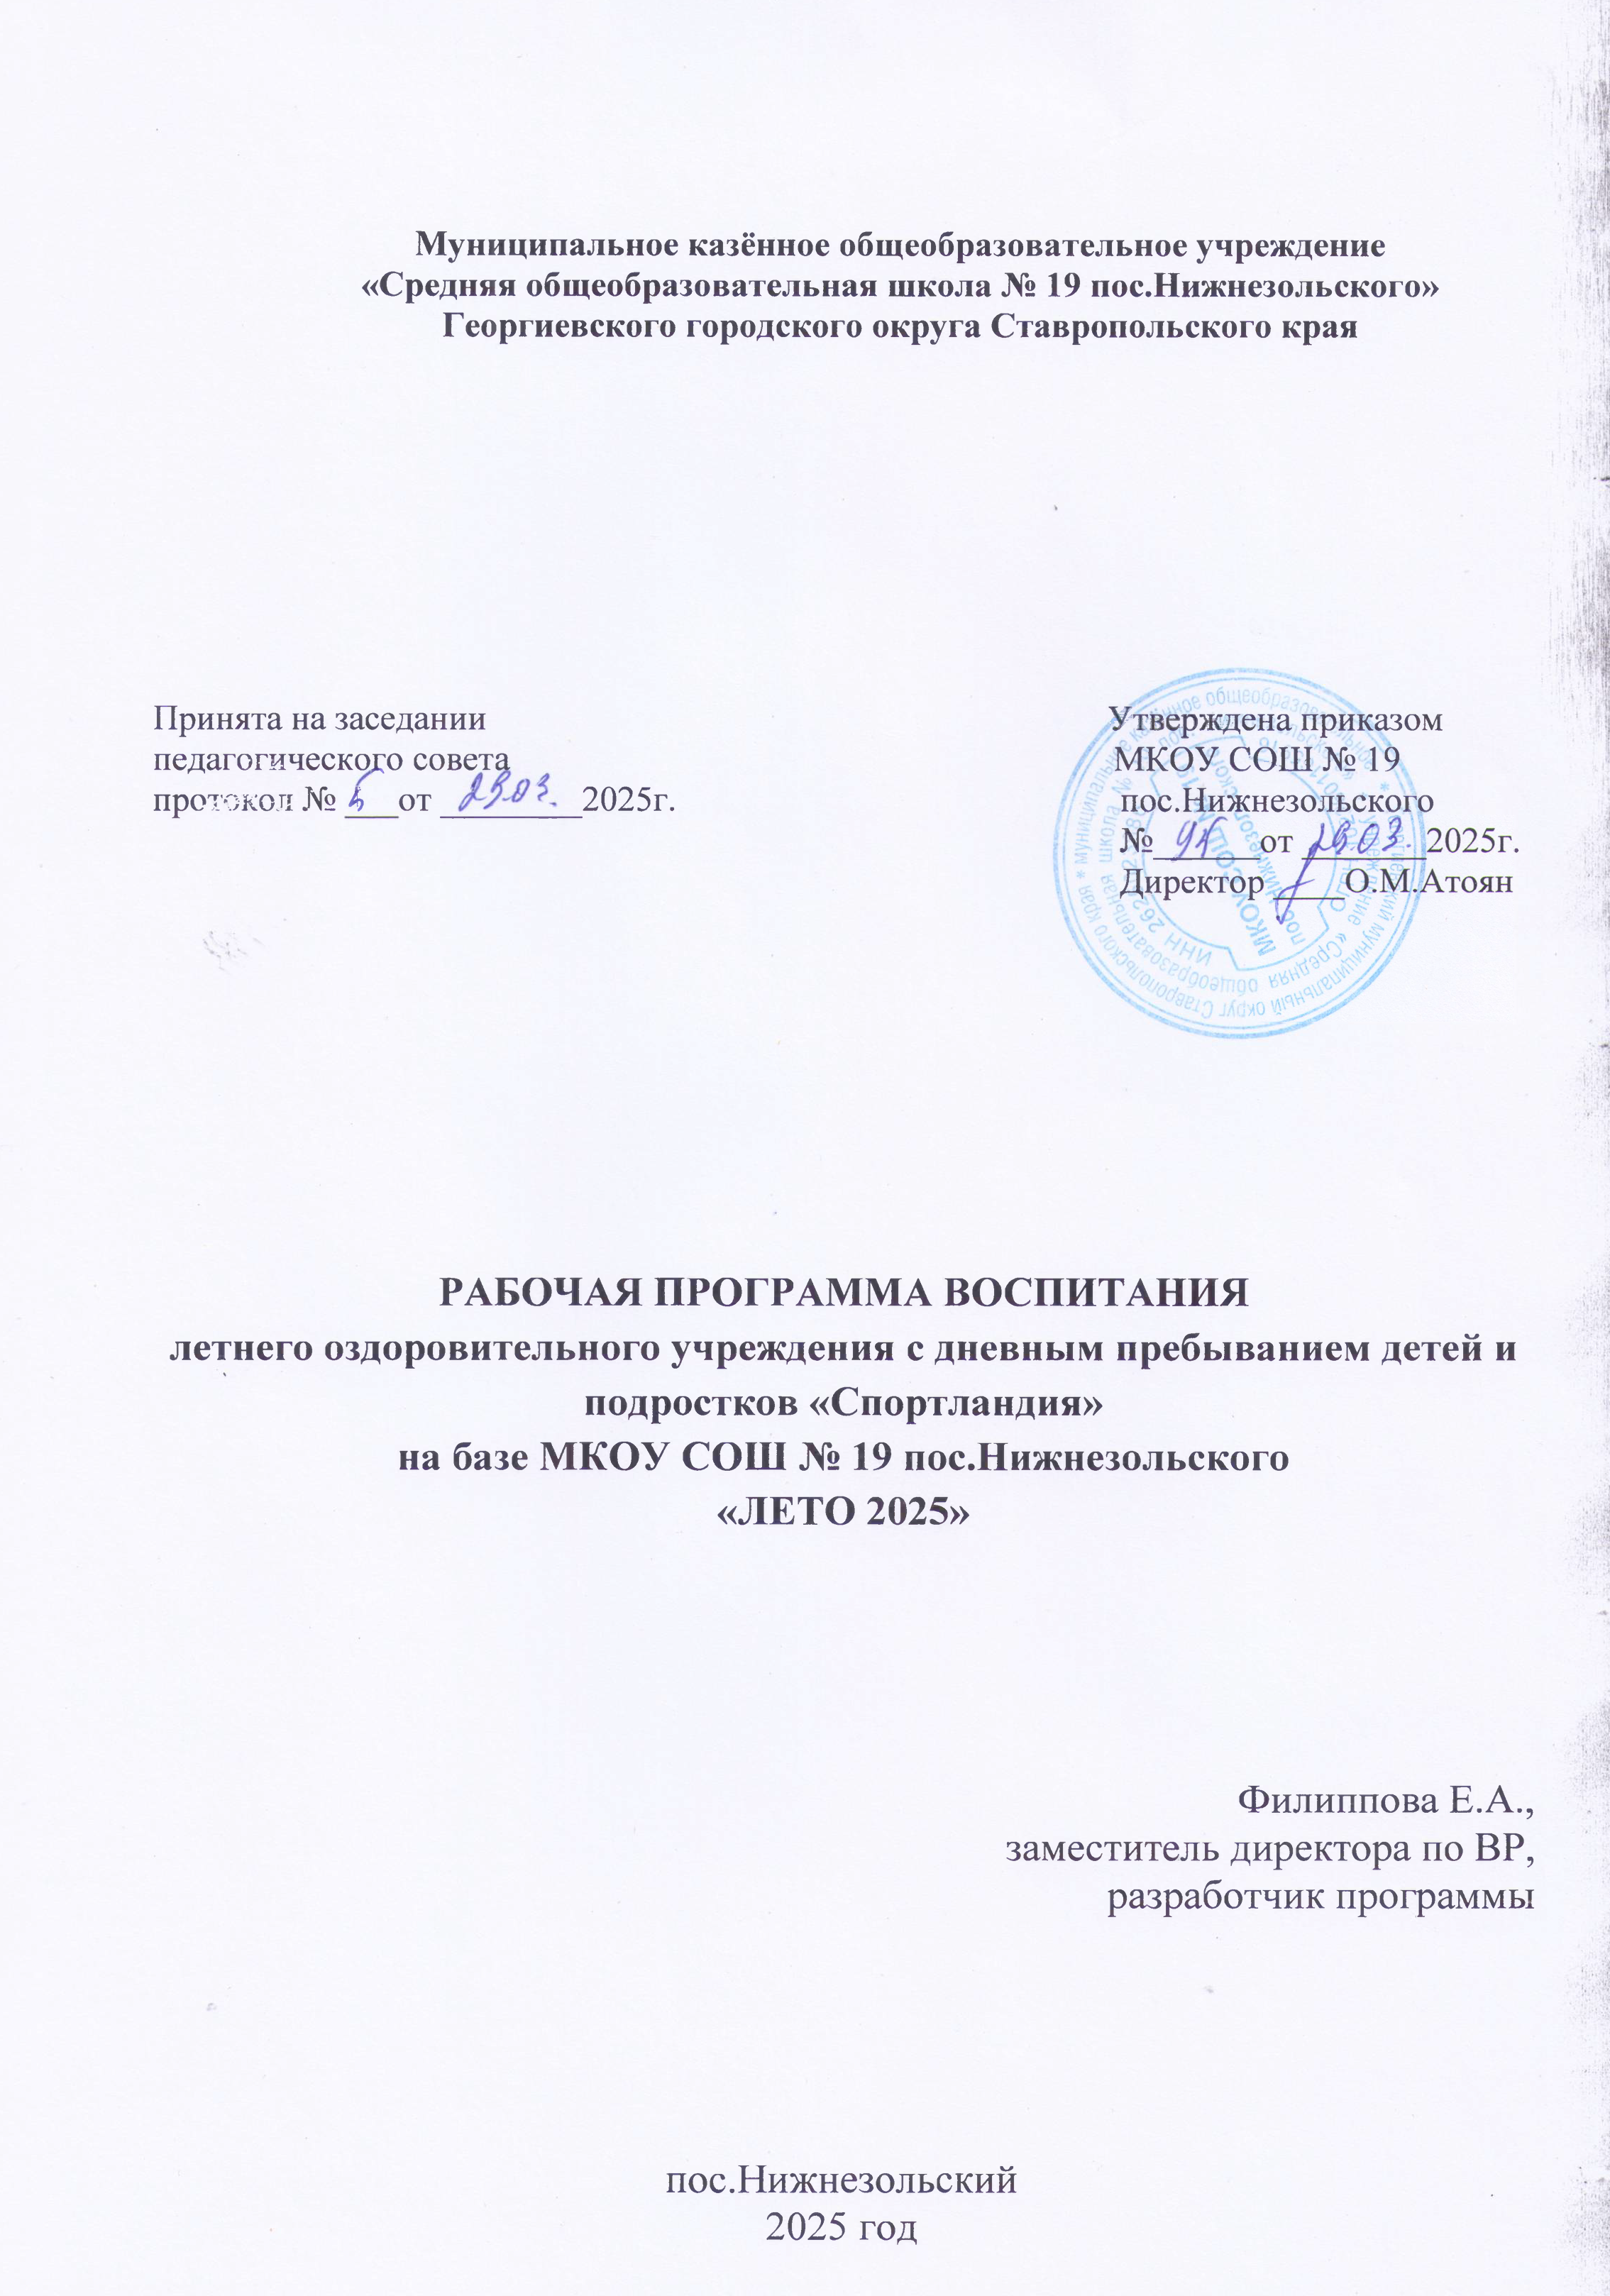 Муниципальное казённое общеобразовательное учреждение
«Средняя общеобразовательная школа № 19 пос.Нижнезольского»
Георгиевского городского округа Ставропольского края
Принята на заседании
педагогического совета
протокол № 5 от 29.03. 2025г.
Утверждена приказом
МКОУ СОШ № 19
пос.Нижнезольского
№ от 29.03. 2025г.
Директор О.М.Атоян
РАБОЧАЯ ПРОГРАММА ВОСПИТАНИЯ
летнего оздоровительного учреждения с дневным пребыванием детей и
подростков «Спортландия»
на базе МКОУ СОШ № 19 пос.Нижнезольского
«ЛЕТО 2025»
Филиппова Е.А.,
заместитель директора по ВР,
разработчик программы
пос.Нижнезольский
2025 год